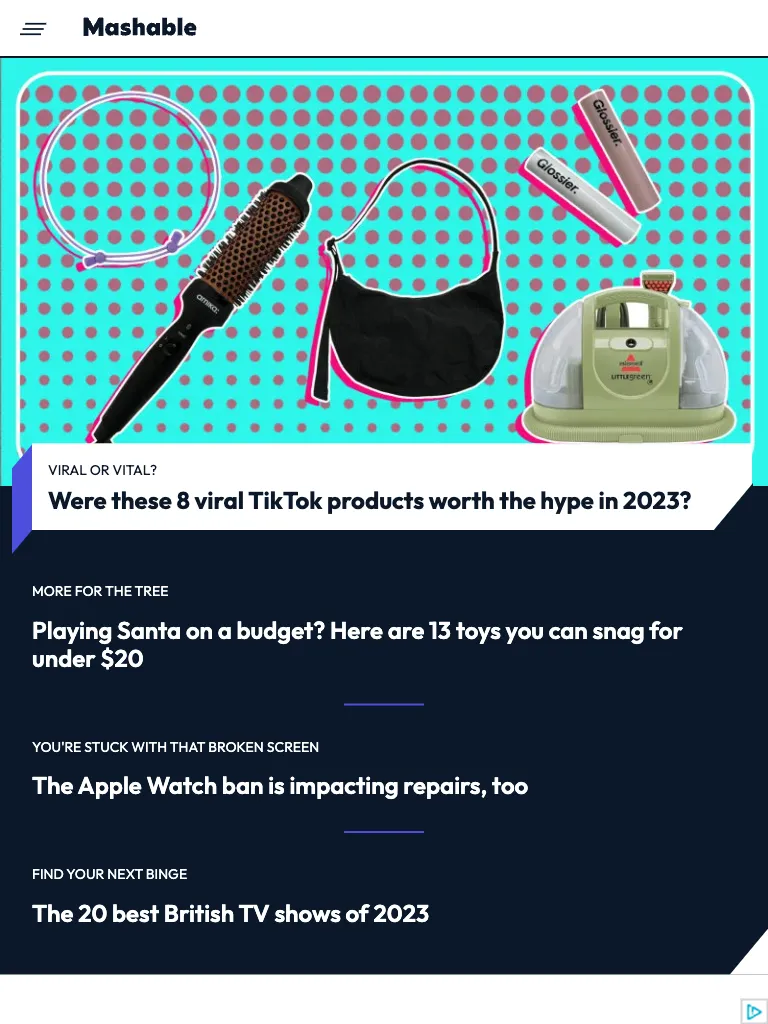 Mashable
Glossier.
Glossier.
amika:
BISSELL
LITTLEgreen
VIRAL OR VITAL?
Were these 8 viral TikTok products worth the hype in 2023?
MORE FOR THE TREE
Playing Santa on a budget? Here are 13 toys you can snag for
under $20
YOU'RE STUCK WITH THAT BROKEN SCREEN
The Apple Watch ban is impacting repairs, too
FIND YOUR NEXT BINGE
The 20 best British TV shows of 2023